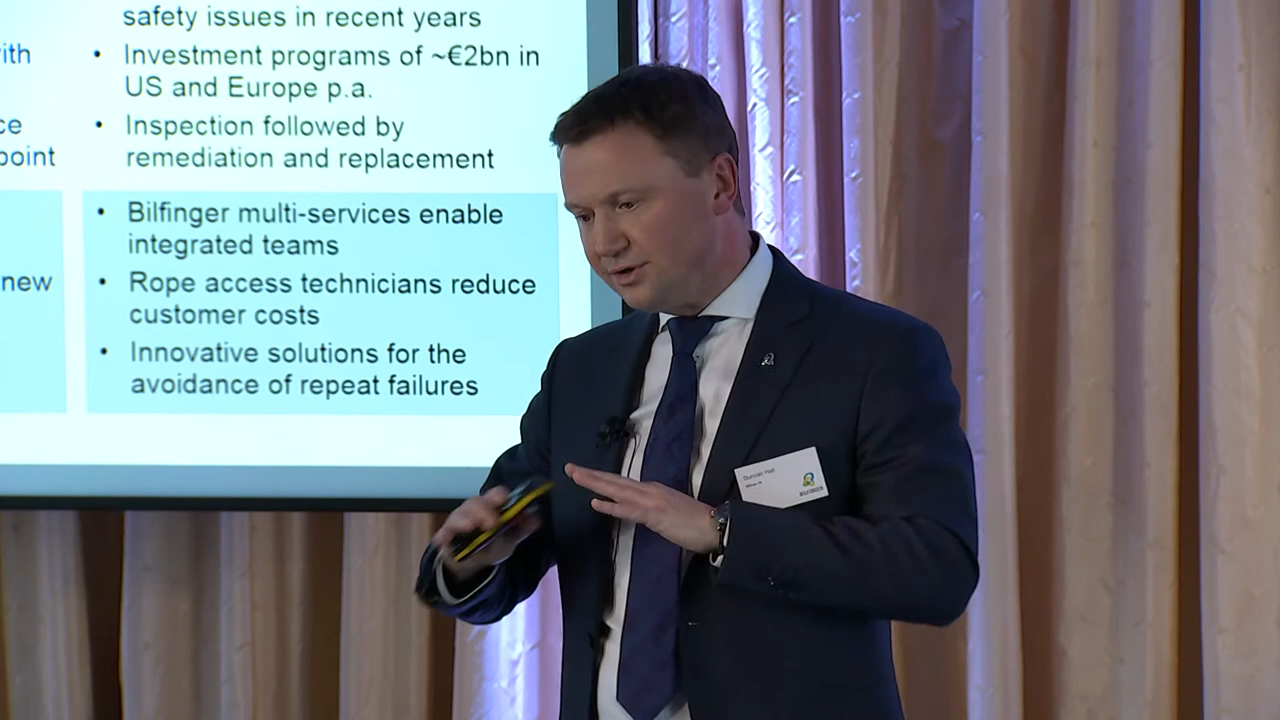 safety issues in recent years
ith
• Investment programs of ~€2bn in
US and Europe p.a.
ce
• Inspection followed by
point
remediation and replacement
• Bilfinger multi-services enable
integrated teams
new
• Rope access technicians reduce
customer costs
• Innovative solutions for the
avoidance of repeat failures
Duncan Hall
BILFINGER